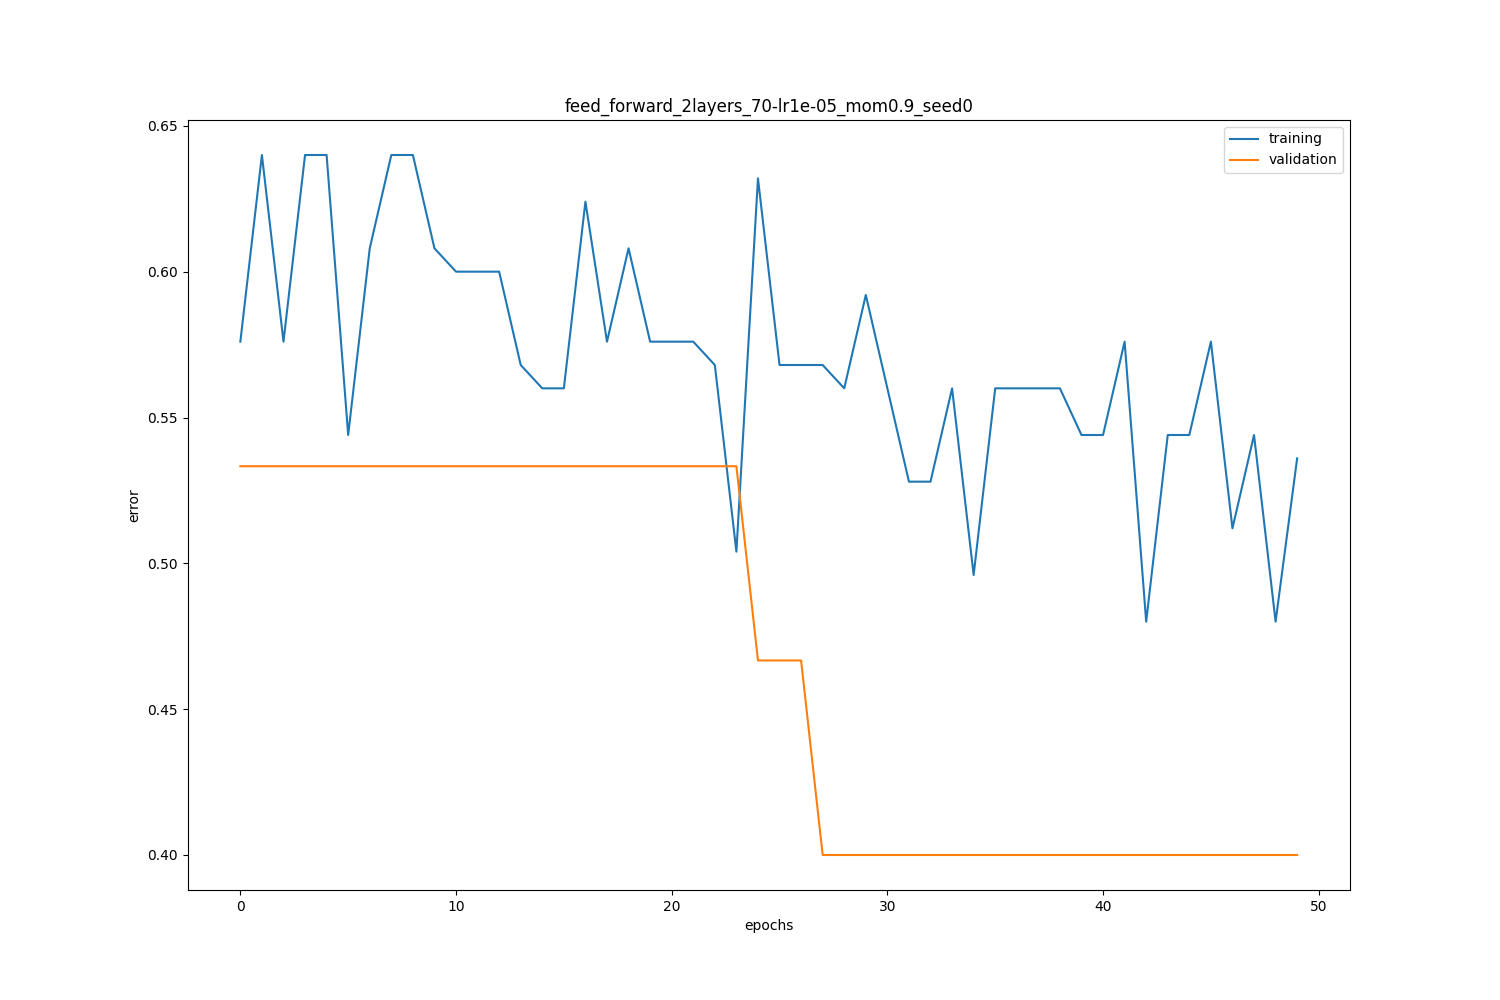 feed_forward_2layers_70-lr1e-05_mom0.9_seed0
training
validation
0.65
0.60
0.55
0.50
0.45
0.40
error
0 10 20 30 40 50
epochs